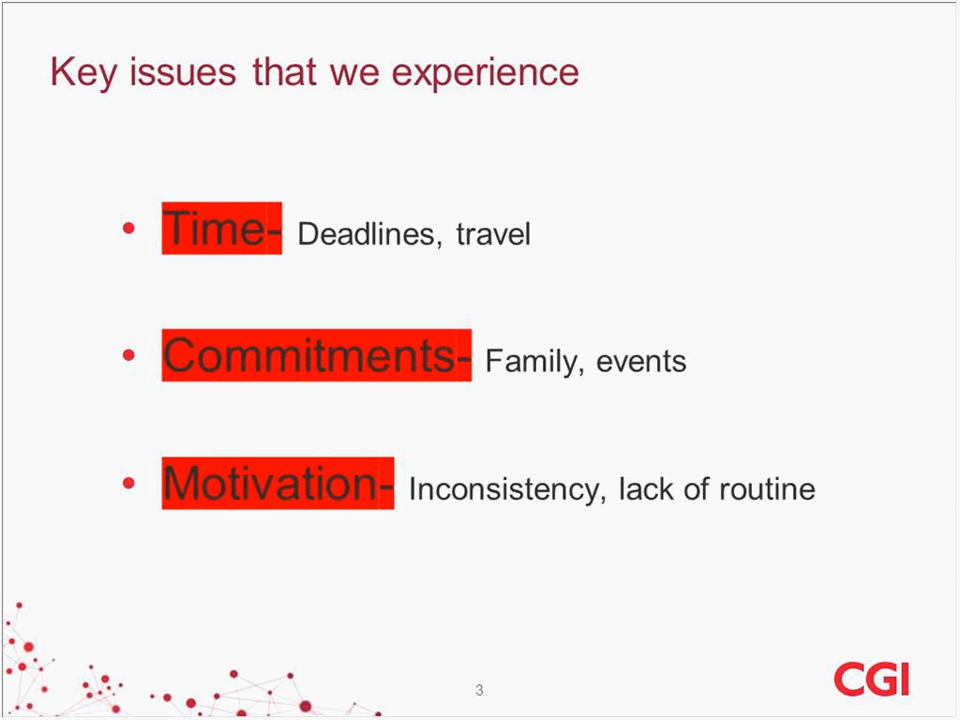 Key issues that we experience
• Time- Deadlines, travel
• Commitments- Family, events
• Motivation- Inconsistency, lack of routine
3
CGI